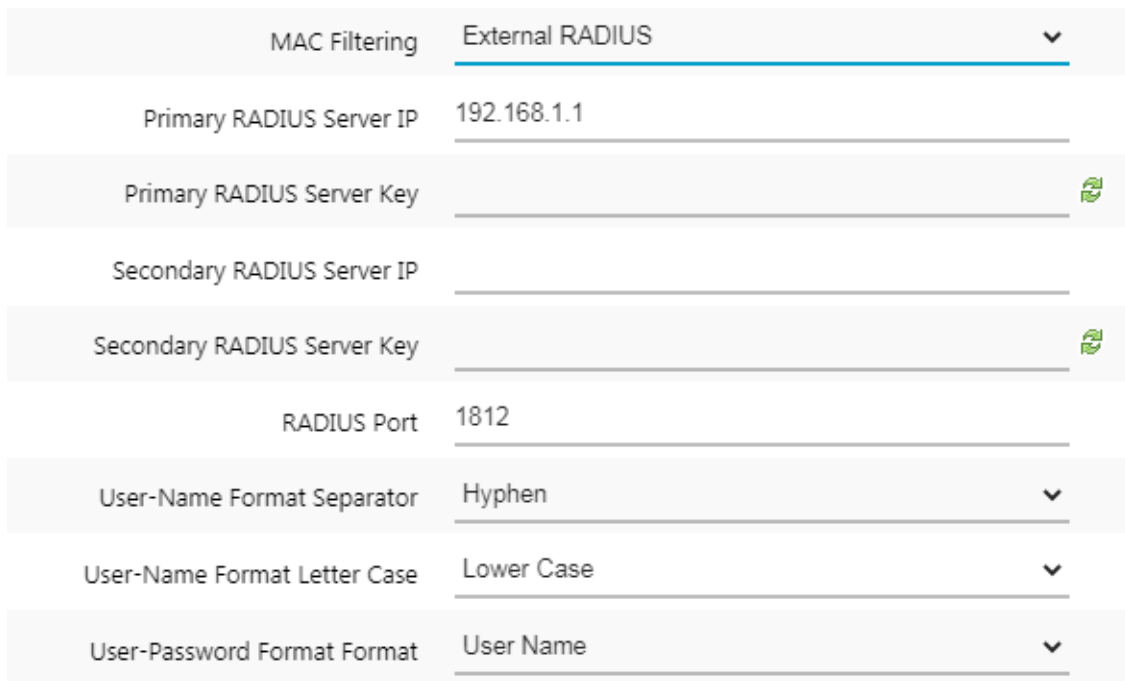 MAC Filtering External RADIUS
Primary RADIUS Server IP 192.168.1.1
Primary RADIUS Server Key
Secondary RADIUS Server IP
Secondary RADIUS Server Key
RADIUS Port 1812
User-Name Format Separator Hyphen
User-Name Format Letter Case Lower Case
User-Password Format Format User Name